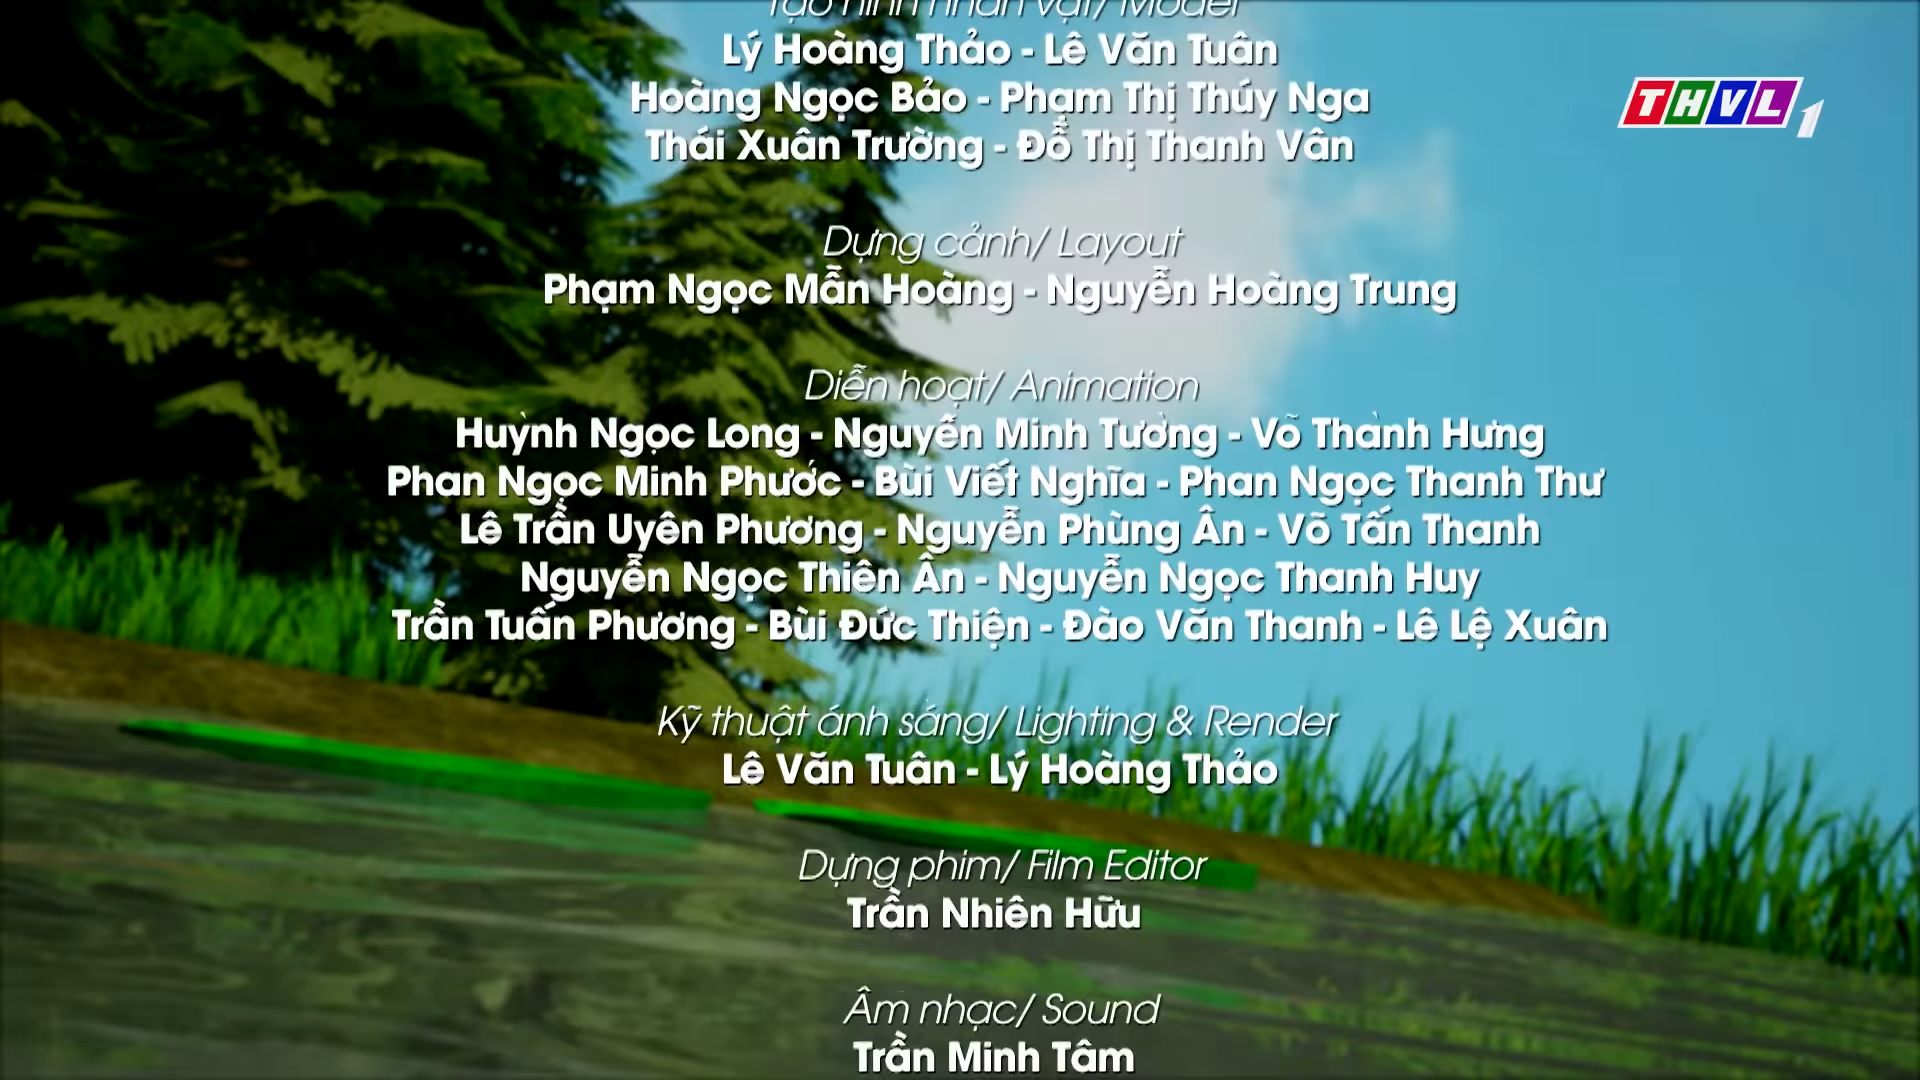 Tạo hình nhân vật/ Model
Lý Hoàng Thảo - Lê Văn Tuân
Hoàng Ngọc Bảo - Phạm Thị Thúy Nga
Thái Xuân Trường - Đỗ Thị Thanh Vân
THVL 1
Dựng cảnh/ Layout
Phạm Ngọc Mẫn Hoàng - Nguyễn Hoàng Trung
Diễn hoạt/ Animation
Huỳnh Ngọc Long - Nguyễn Minh Tường - Võ Thành Hưng
Phan Ngọc Minh Phước - Bùi Viết Nghĩa - Phan Ngọc Thanh Thư
Lê Trần Uyên Phương - Nguyễn Phùng Ân - Võ Tấn Thanh
Nguyễn Ngọc Thiên Ân - Nguyễn Ngọc Thanh Huy
Trần Tuấn Phương - Bùi Đức Thiện - Đào Văn Thanh - Lê Lệ Xuân
Kỹ thuật ánh sáng/ Lighting & Render
Lê Văn Tuân - Lý Hoàng Thảo
Dựng phim/ Film Editor
Trần Nhiên Hữu
Âm nhạc/ Sound
Trần Minh Tâm